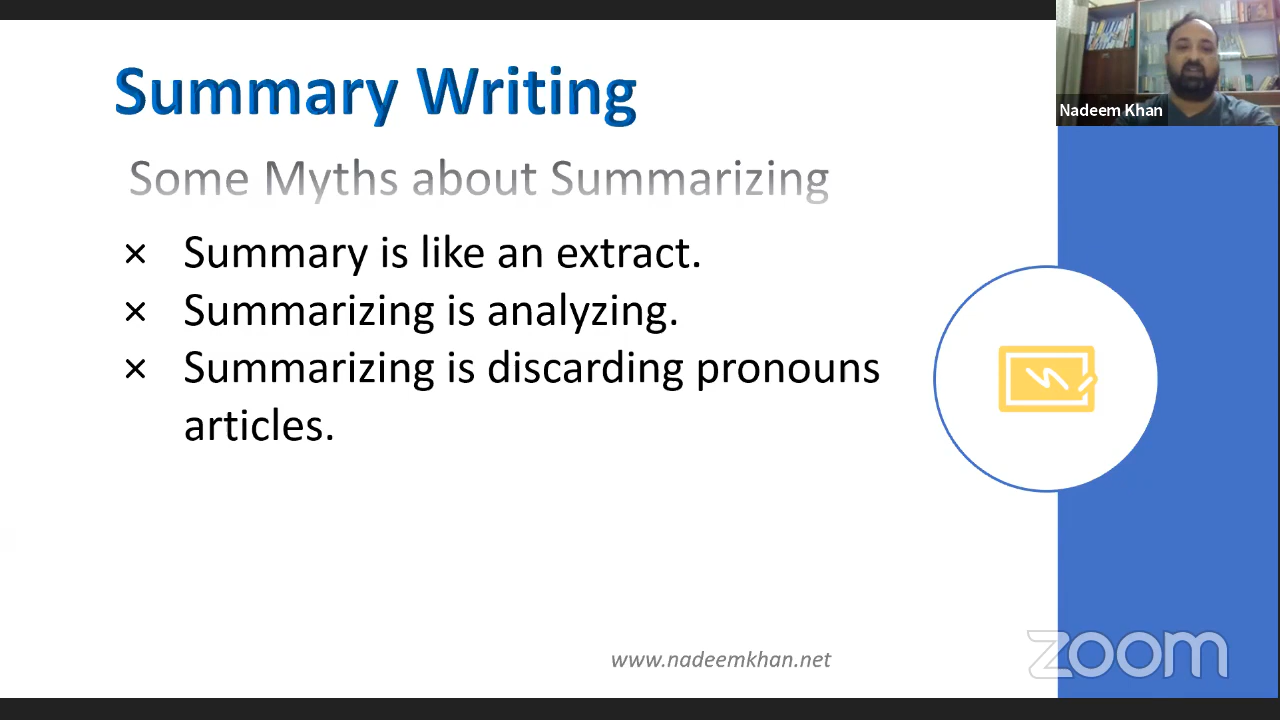 Summary Writing
Nadeem Khan
Some Myths about Summarizing
× Summary is like an extract.
× Summarizing is analyzing.
× Summarizing is discarding pronouns
articles.
www.nadeemkhan.net
zoom